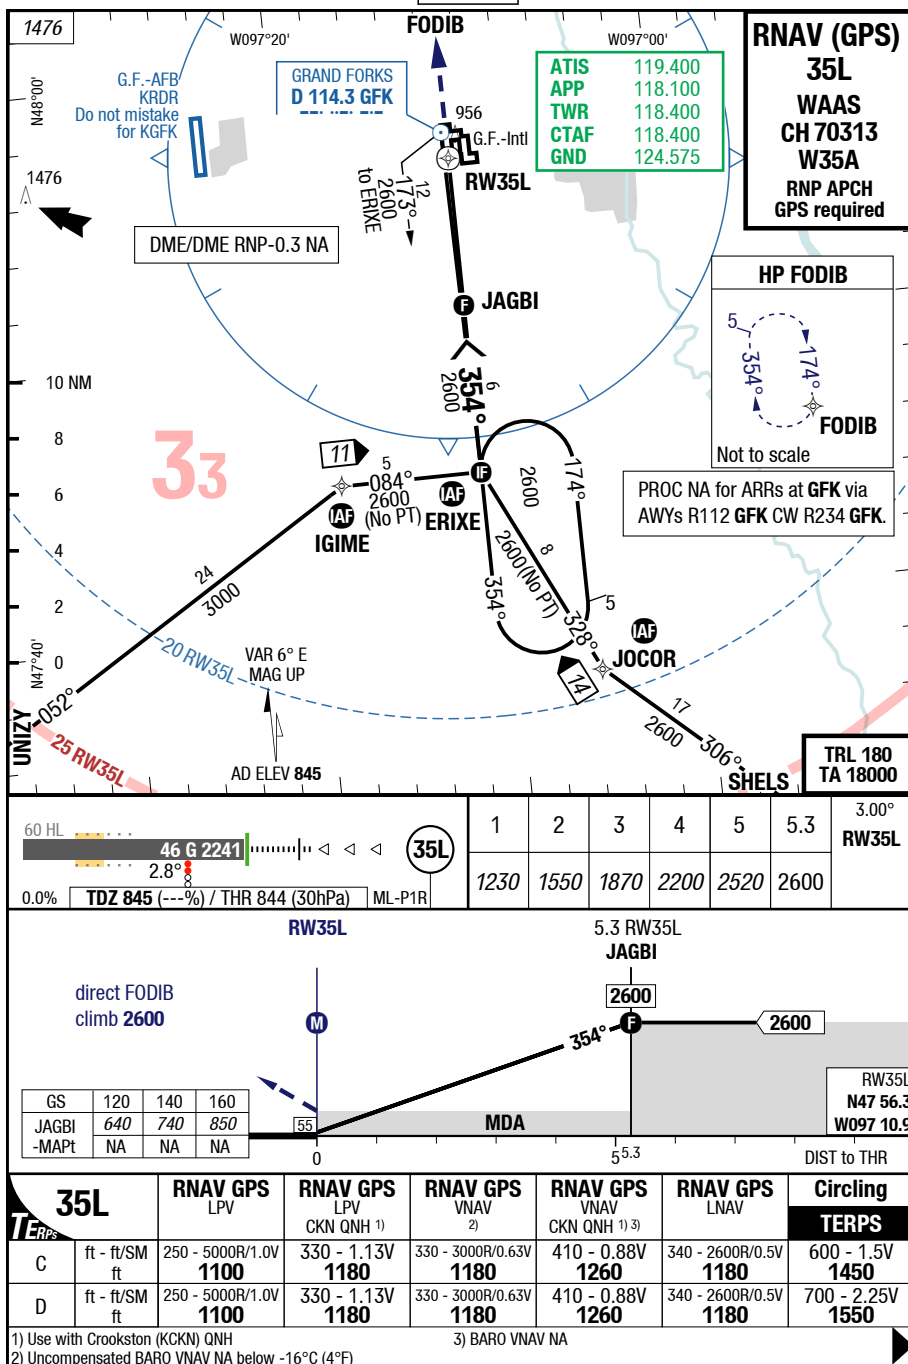 1476
FODIB
W097°20'
W097°00'
RNAV (GPS)
35L
WAAS
CH 70313
W35A
RNP APCH
GPS required
G.F.-AFB
KRDR
Do not mistake
for KGFK
GRAND FORKS
D 114.3 GFK
ATIS 119.400
APP 118.100
TWR 118.400
CTAF 118.400
GND 124.575
N48°00'
956
G.F.-Intl
RW35L
1476
12
173°
2600
to ERIXE
DME/DME RNP-0.3 NA
HP FODIB
5
354°
174°
FODIB
Not to scale
F JAGBI
6
354°
2600
10 NM
8
6
4
2
0
33
11
5
084°
2600
(No PT)
IAF
IGIME
IF
IAF
ERIXE
2600
174°
PROC NA for ARRs at GFK via
AWYs R112 GFK CW R234 GFK.
24
3000
8
2600(No PT)
354°
328°
5
IAF
JOCOR
14
N47°40'
20 RW35L
VAR 6° E
MAG UP
052°
UNIZY
25 RW35L
AD ELEV 845
17
2600
306°
SHELS
TRL 180
TA 18000
60 HL
46 G 2241
35L
2.8°
0.0%
TDZ 845 (---%) / THR 844 (30hPa)
ML-P1R
1 2 3 4 5 5.3 3.00°
RW35L
1230 1550 1870 2200 2520 2600
RW35L
5.3 RW35L
JAGBI
direct FODIB
climb 2600
M
2600
F
2600
354°
GS 120 140 160
JAGBI
-MAPt
640 740 850
NA NA NA
55
MDA
RW35L
N47 56.3
W097 10.9
0
5
5.3
DIST to THR
TERPs
35L
RNAV GPS
LPV
RNAV GPS
LPV
CKN QNH 1)
RNAV GPS
VNAV
2)
RNAV GPS
VNAV
CKN QNH 1) 3)
RNAV GPS
LNAV
Circling
TERPS
C ft - ft/SM 250 - 5000R/1.0V 330 - 1.13V 330 - 3000R/0.63V 410 - 0.88V 340 - 2600R/0.5V 600 - 1.5V
ft 1100 1180 1180 1260 1180 1450
D ft - ft/SM 250 - 5000R/1.0V 330 - 1.13V 330 - 3000R/0.63V 410 - 0.88V 340 - 2600R/0.5V 700 - 2.25V
ft 1100 1180 1180 1260 1180 1550
1) Use with Crookston (KCKN) QNH
3) BARO VNAV NA
2) Uncompensated BARO VNAV NA below -16°C (4°F)